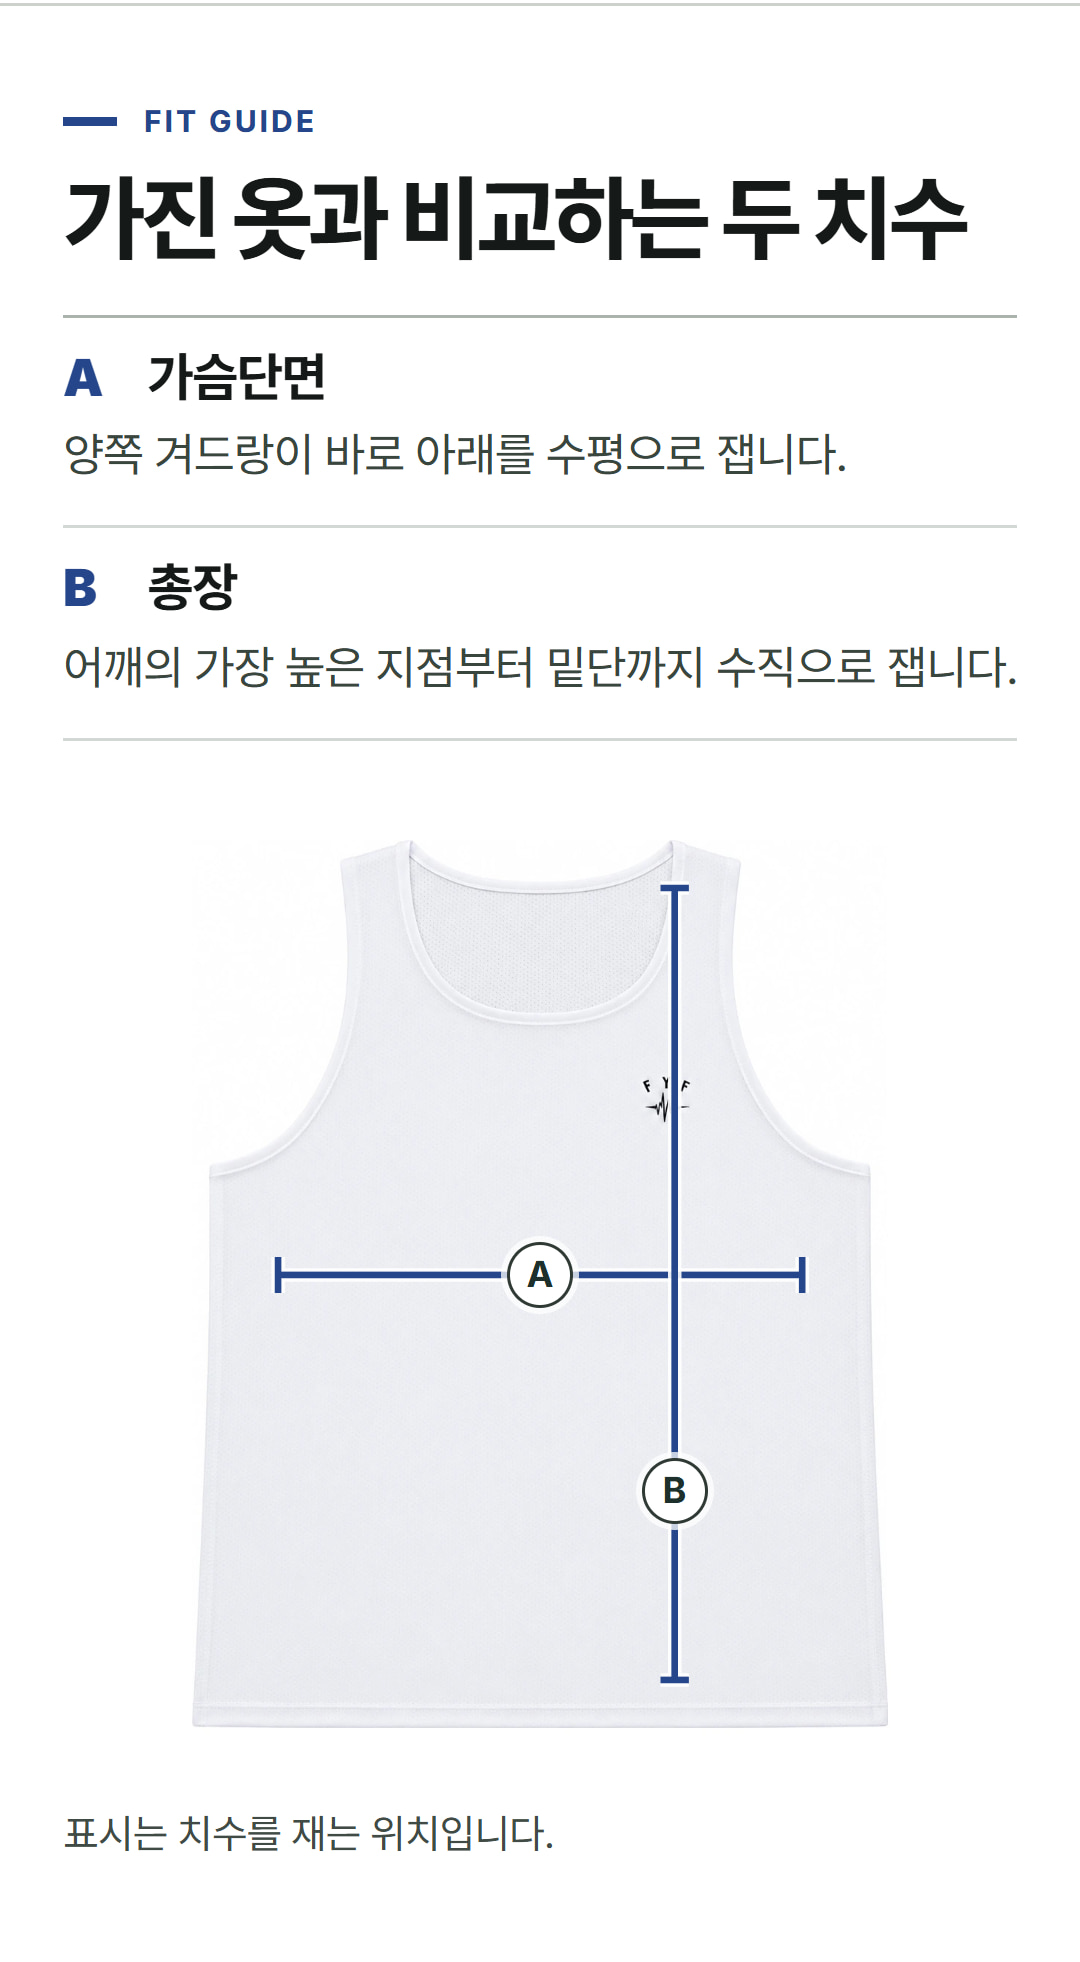 FIT GUIDE
가진 옷과 비교하는 두 치수
A 가슴단면
양쪽 겨드랑이 바로 아래를 수평으로 잽니다.
B 총장
어깨의 가장 높은 지점부터 밑단까지 수직으로 잽니다.
F Y F
A
B
표시는 치수를 재는 위치입니다.